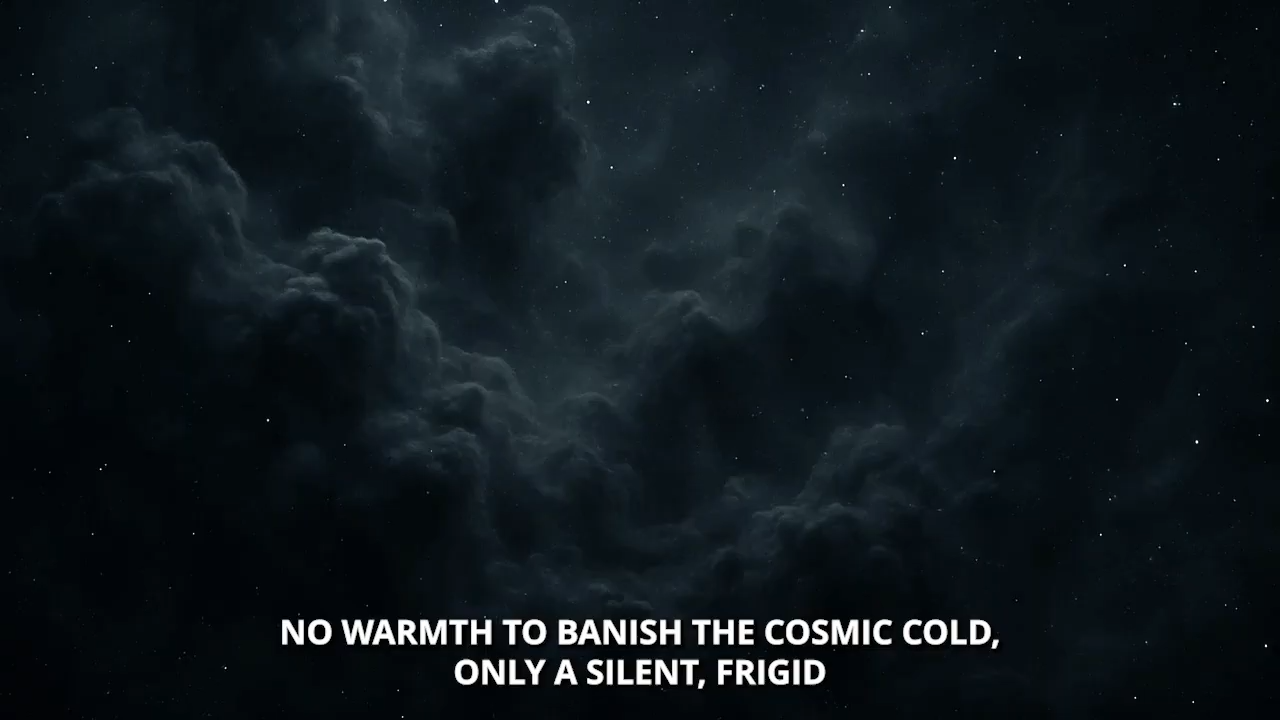 NO WARMTH TO BANISH THE COSMIC COLD,
ONLY A SILENT, FRIGID